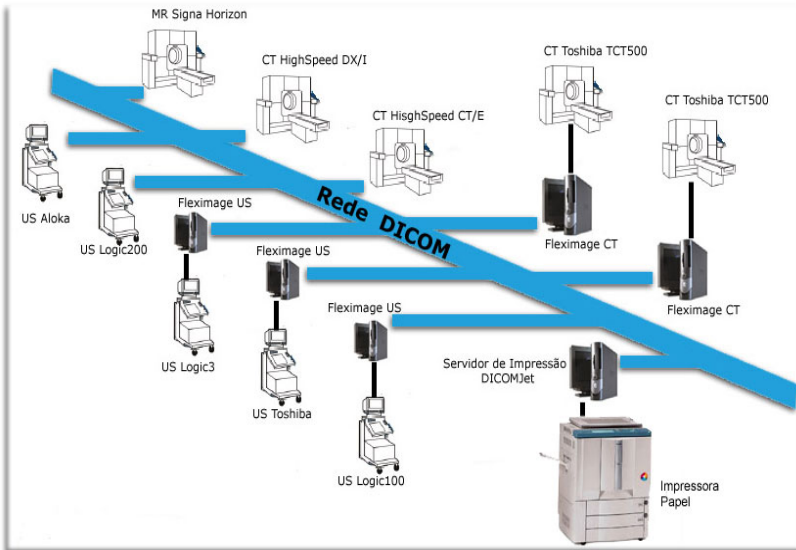 MR Signa Horizon
CT HighSpeed DX/I
CT Toshiba TCT500
CT Toshiba TCT500
CT HisghSpeed CT/E
US Aloka
US Logic200
Fleximage US
Rede DICOM
Fleximage CT
Fleximage US
Fleximage CT
Fleximage US
US Logic3
Servidor de Impressão
DICOMJet
US Toshiba
US Logic100
Impressora
Papel